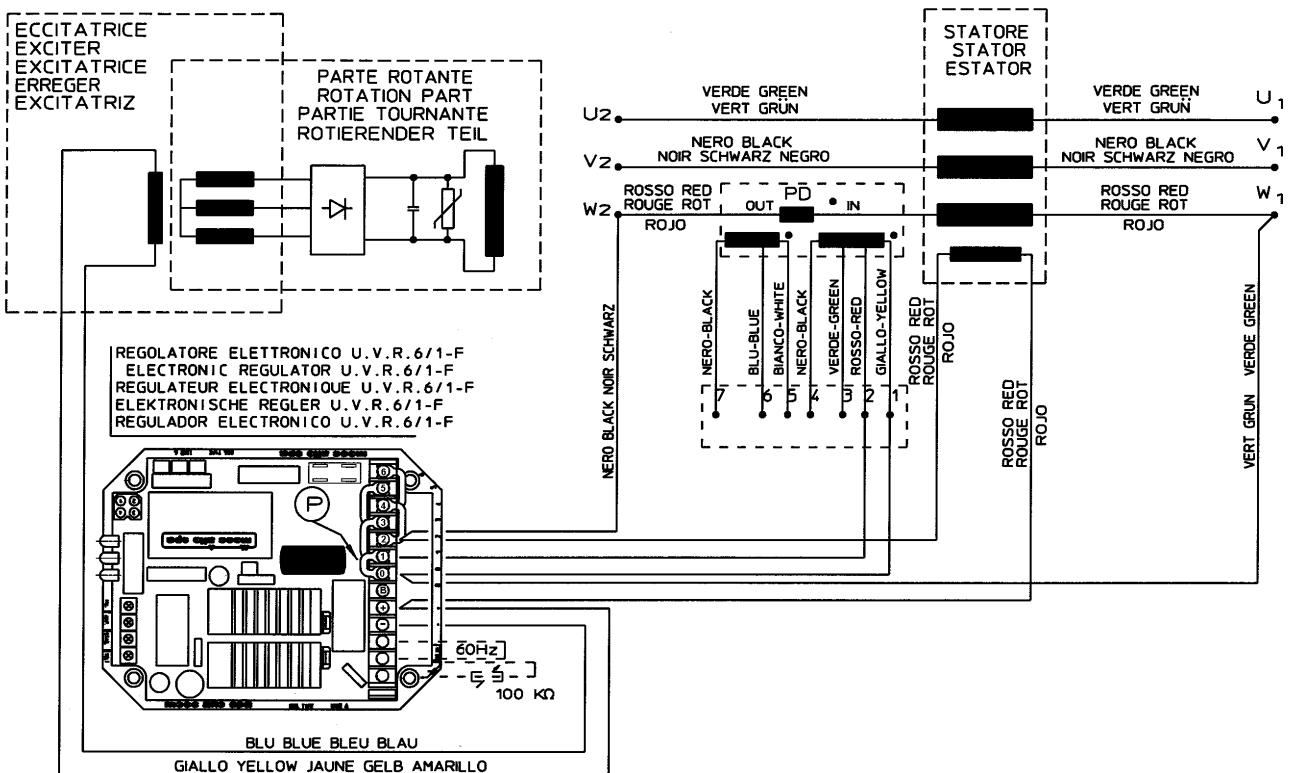 ECCITATRICE
EXCITER
EXCITATRICE
ERREGER
EXCITATRIZ
PARTE ROTANTE
ROTATION PART
PARTIE TOURNANTE
ROTIERENDER TEIL
STATORE
STATOR
ESTATOR
U2
VERDE GREEN
VERT GRÜN
VERDE GREEN
VERT GRUN
U1
V2
NERO BLACK
NOIR SCHWARZ NEGRO
NERO BLACK
NOIR SCHWARZ NEGRO
V1
W2
ROSSO RED
ROUGE ROT
ROJO
OUT
PD
IN
ROSSO RED
ROUGE ROT
ROJO
W1
NERO BLACK NOIR SCHWARZ
NERO-BLACK
BLU-BLUE
BIANCO-WHITE
NERO-BLACK
VERDE-GREEN
ROSSO-RED
GIALLO-YELLOW
7 6 5 4 3 2 1
ROSSO RED
ROUGE ROT
ROJO
ROSSO RED
ROUGE ROT
ROJO
VERT GRUN VERDE GREEN
REGOLATORE ELETTRONICO U.V.R.6/1-F
ELECTRONIC REGULATOR U.V.R.6/1-F
REGULATEUR ELECTRONIQUE U.V.R.6/1-F
ELEKTRONISCHE REGLER U.V.R.6/1-F
REGULADOR ELECTRONICO U.V.R.6/1-F
P
6
5
4
3
2
1
0
B
+
-
60Hz
100 KΩ
BLU BLUE BLEU BLAU
GIALLO YELLOW JAUNE GELB AMARILLO